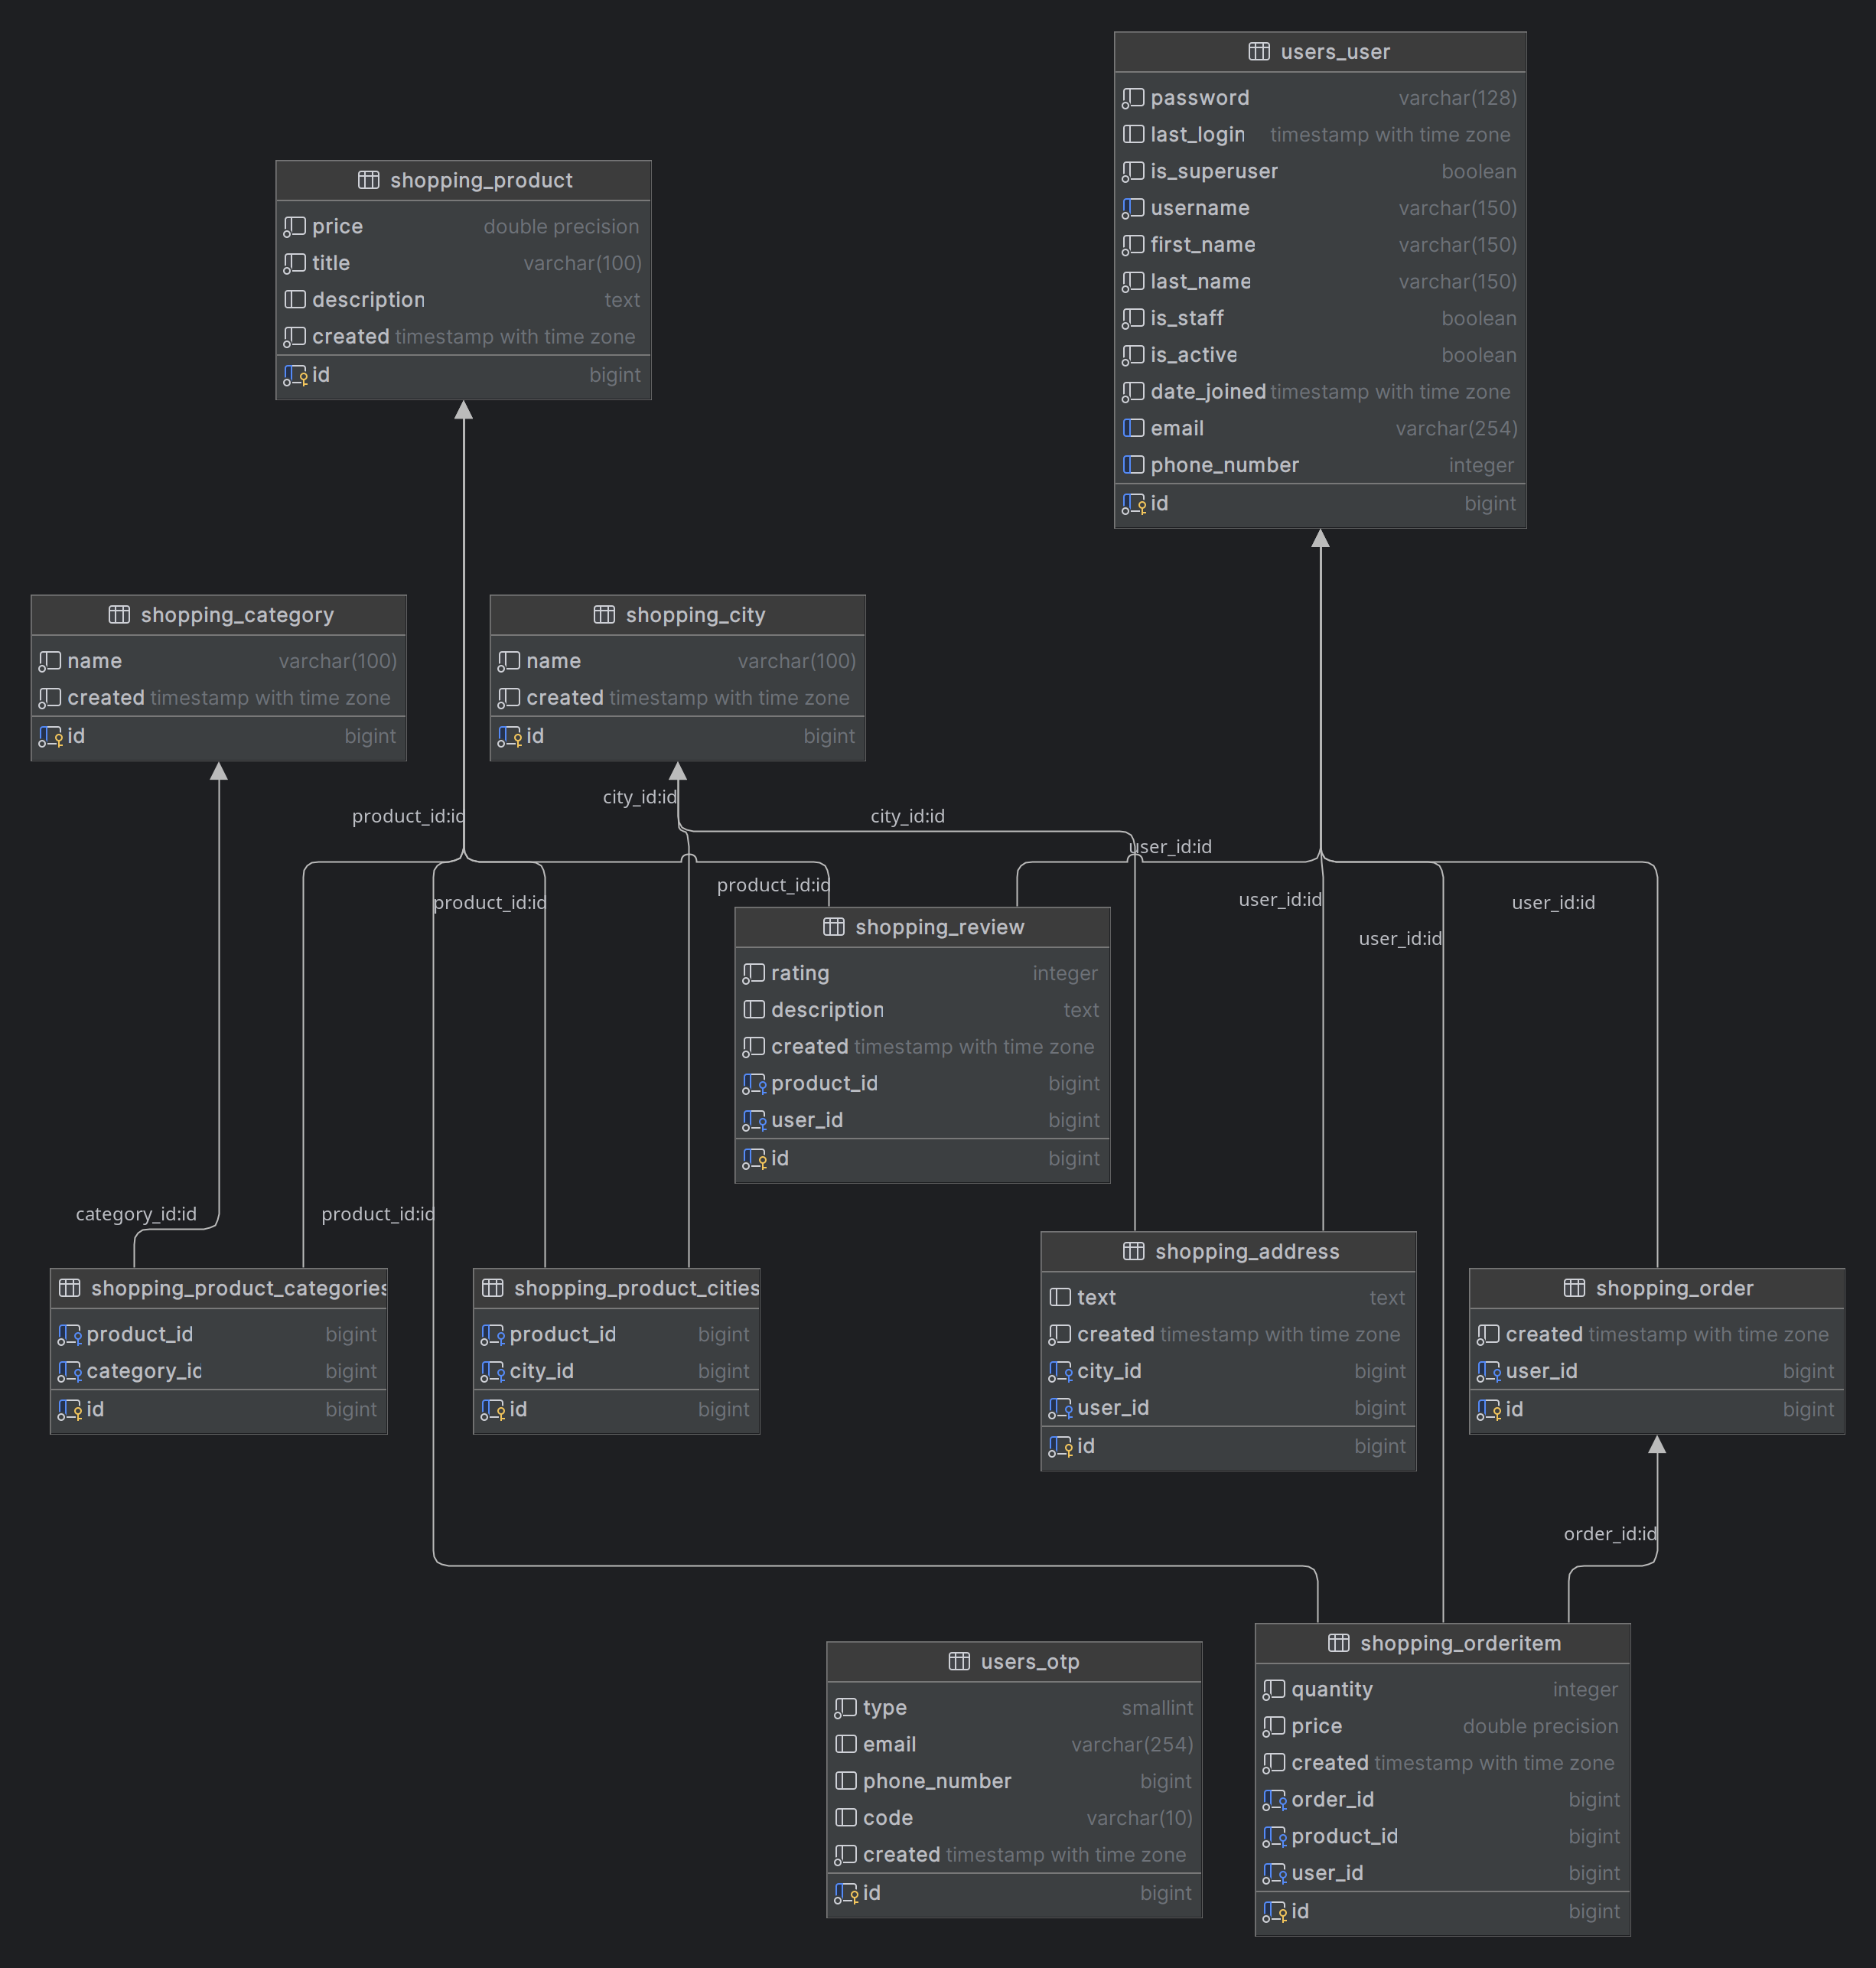 users_user
password varchar(128)
last_login timestamp with time zone
is_superuser boolean
username varchar(150)
first_name varchar(150)
last_name varchar(150)
is_staff boolean
is_active boolean
date_joined timestamp with time zone
email varchar(254)
phone_number integer
id bigint
shopping_product
price double precision
title varchar(100)
description text
created timestamp with time zone
id bigint
shopping_category
name varchar(100)
created timestamp with time zone
id bigint
shopping_city
name varchar(100)
created timestamp with time zone
id bigint
product_id:id
city_id:id
city_id:id
user_id:id
product_id:id
product_id:id
user_id:id
user_id:id
user_id:id
shopping_review
rating integer
description text
created timestamp with time zone
product_id bigint
user_id bigint
id bigint
category_id:id
product_id:id
shopping_product_categories
product_id bigint
category_id bigint
id bigint
shopping_product_cities
product_id bigint
city_id bigint
id bigint
shopping_address
text text
created timestamp with time zone
city_id bigint
user_id bigint
id bigint
shopping_order
created timestamp with time zone
user_id bigint
id bigint
order_id:id
users_otp
type smallint
email varchar(254)
phone_number bigint
code varchar(10)
created timestamp with time zone
id bigint
shopping_orderitem
quantity integer
price double precision
created timestamp with time zone
order_id bigint
product_id bigint
user_id bigint
id bigint